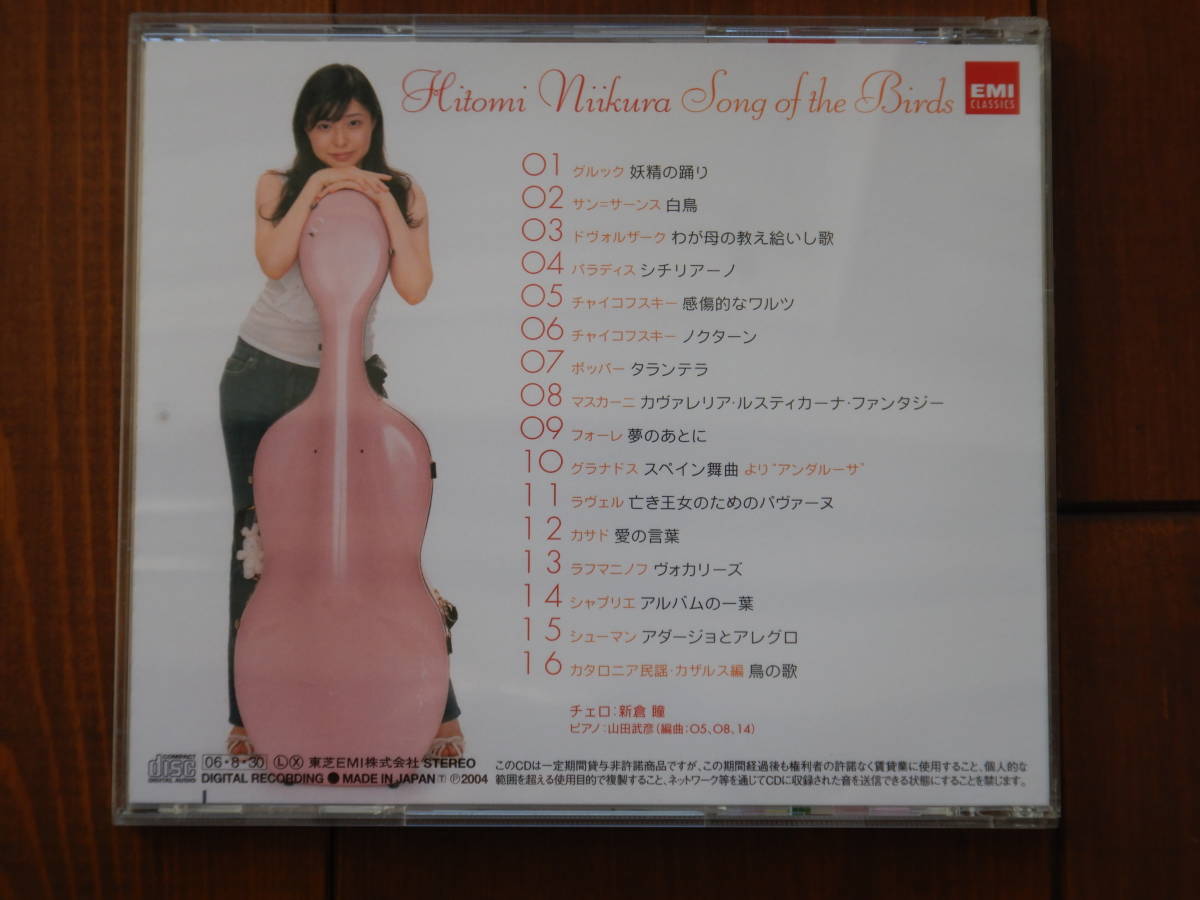 Hitomi Niikura Song of the Birds
EMI
CLASSICS
01 グルック 妖精の踊り
02 サン=サーンス 白鳥
03 ドヴォルザーク わが母の教え給いし歌
04 パラディス シチリアーノ
05 チャイコフスキー 感傷的なワルツ
06 チャイコフスキー ノクターン
07 ポッパー タランテラ
08 マスカーニ カヴァレリア・ルスティカーナ・ファンタジー
09 フォーレ 夢のあとに
10 グラナドス スペイン舞曲 より“アンダルーサ”
11 ラヴェル 亡き王女のためのパヴァーヌ
12 カサド 愛の言葉
13 ラフマニノフ ヴォカリーズ
14 シャブリエ アルバムの一葉
15 シューマン アダージョとアレグロ
16 カタロニア民謡・カザルス編 鳥の歌
チェロ：新倉 瞳
ピアノ：山田武彦（編曲：05、08、14）
COMPACT disc DIGITAL AUDIO
06・8・30 Ⓛ Ⓧ 東芝EMI株式会社 STEREO
DIGITAL RECORDING ● MADE IN JAPAN Ⓣ ℗2004
このCDは一定期間貸与非許諾商品ですが、この期間経過後も権利者の許諾なく賃貸業に使用すること、個人的な
範囲を超える使用目的で複製すること、ネットワーク等を通じてCDに収録された音を送信できる状態にすることを禁じます。